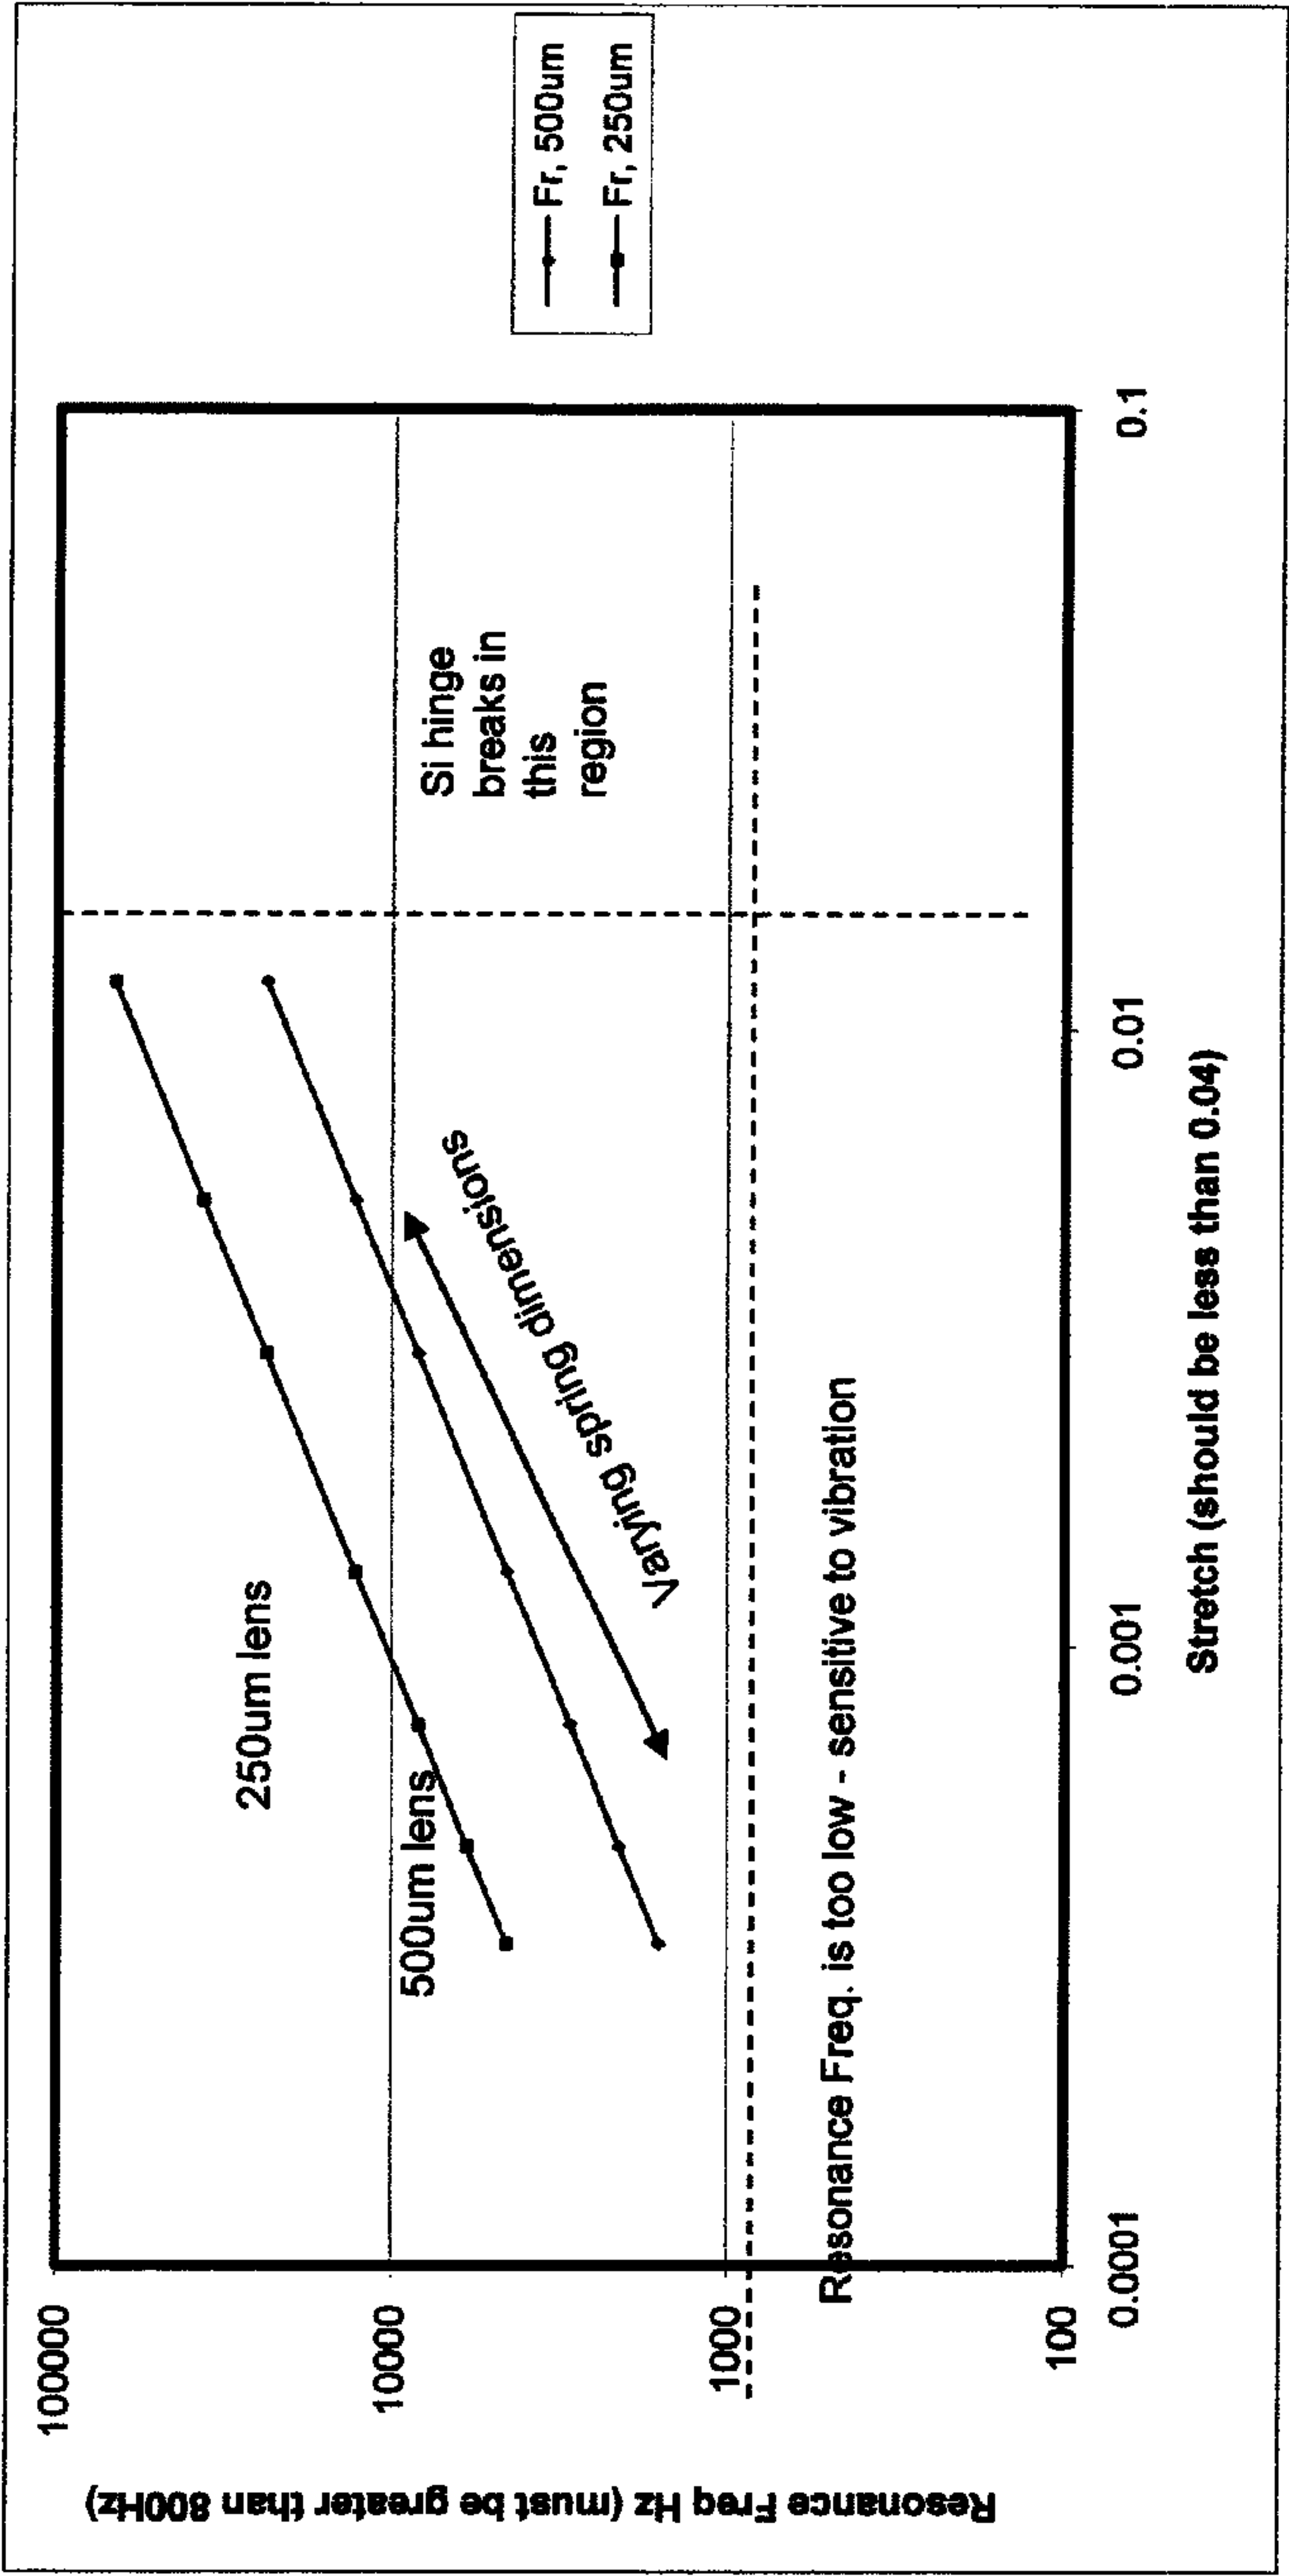 Resonance Freq Hz (must be greater than 800Hz)
100000
10000
1000
100
250um lens
500um lens
Varying spring dimensions
Si hinge
breaks in
this
region
Resonance Freq. is too low - sensitive to vibration
0.0001
0.001
0.01
0.1
Stretch (should be less than 0.04)
Fr, 500um
Fr, 250um